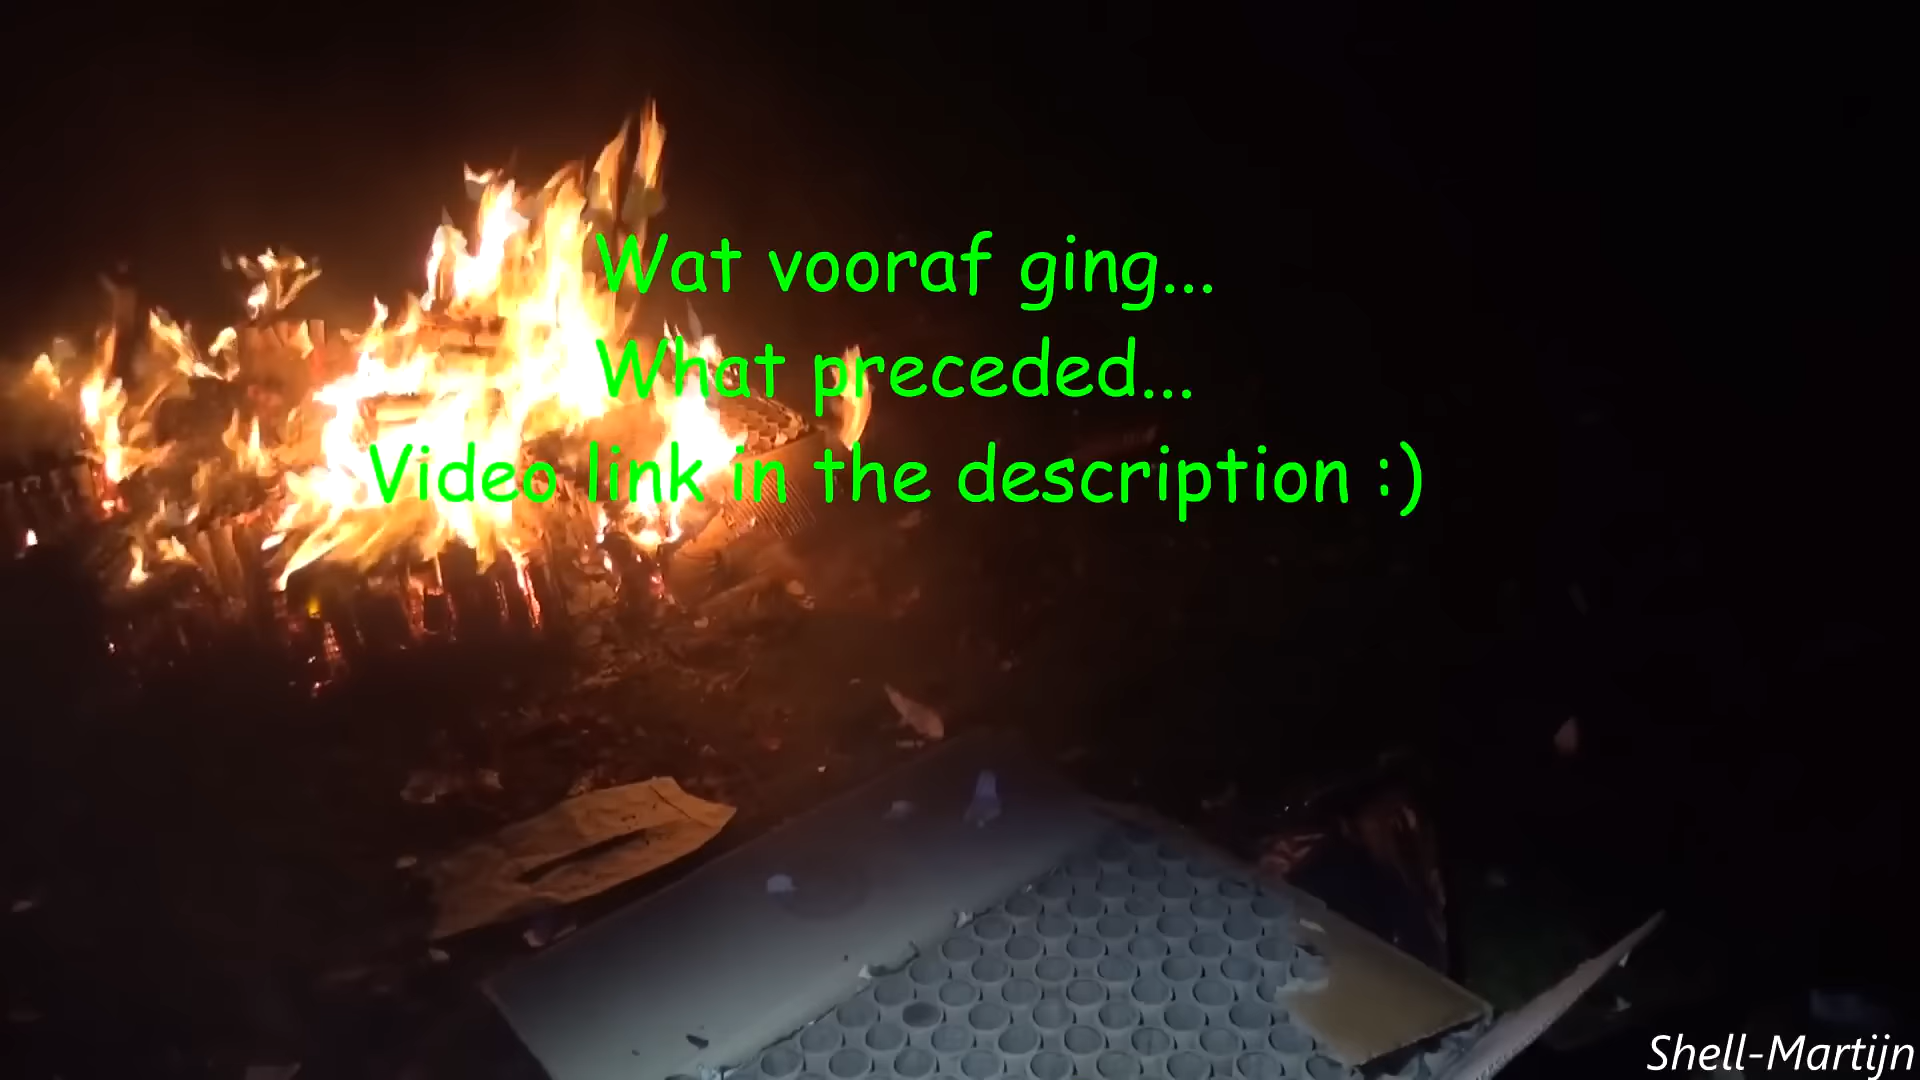 Wat vooraf ging...
What preceded...
Video link in the description :)
Shell-Martijn